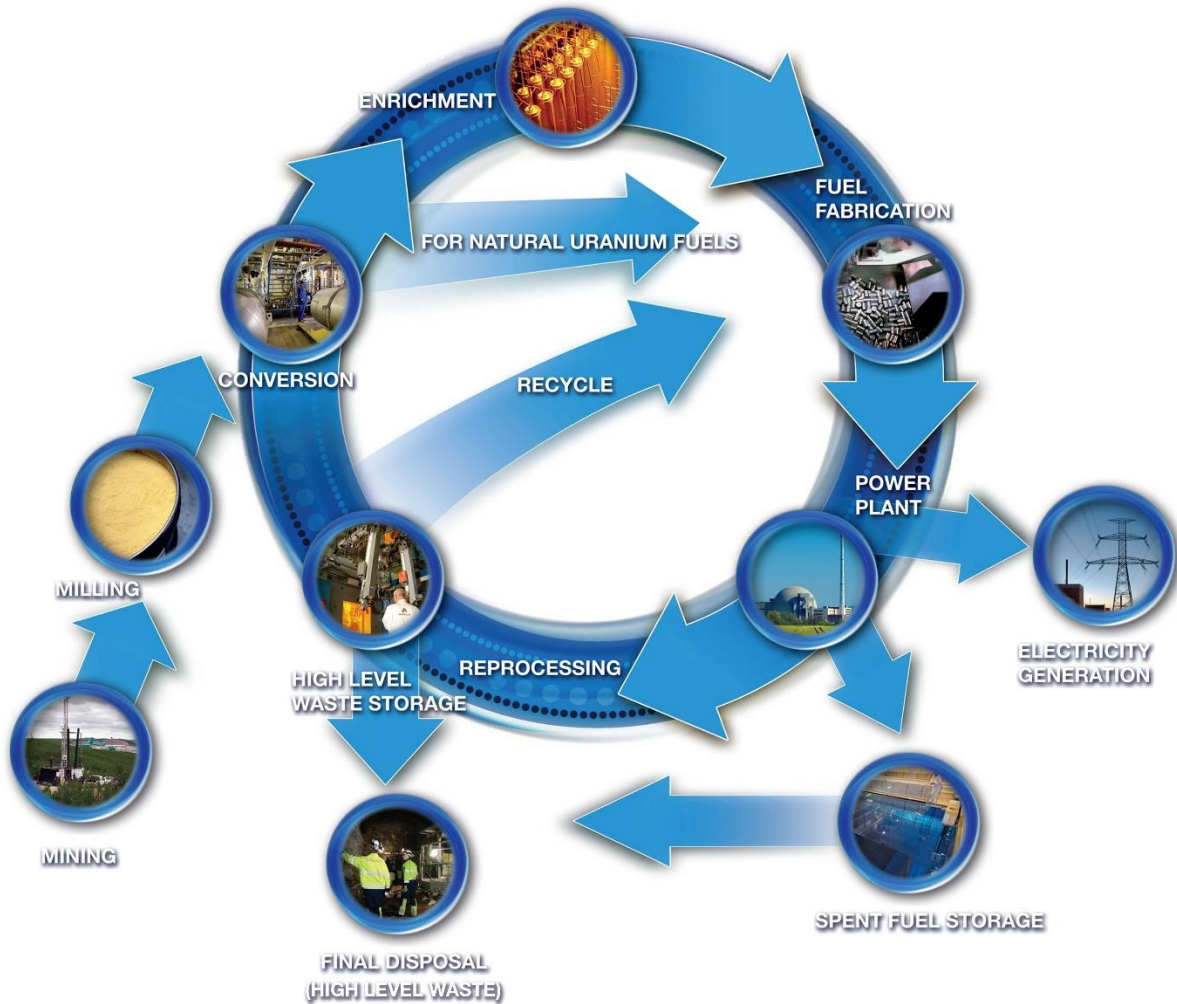 ENRICHMENT
FUEL
FABRICATION
FOR NATURAL URANIUM FUELS
CONVERSION
RECYCLE
POWER
PLANT
MILLING
ELECTRICITY
GENERATION
REPROCESSING
HIGH LEVEL
WASTE STORAGE
MINING
SPENT FUEL STORAGE
FINAL DISPOSAL
(HIGH LEVEL WASTE)